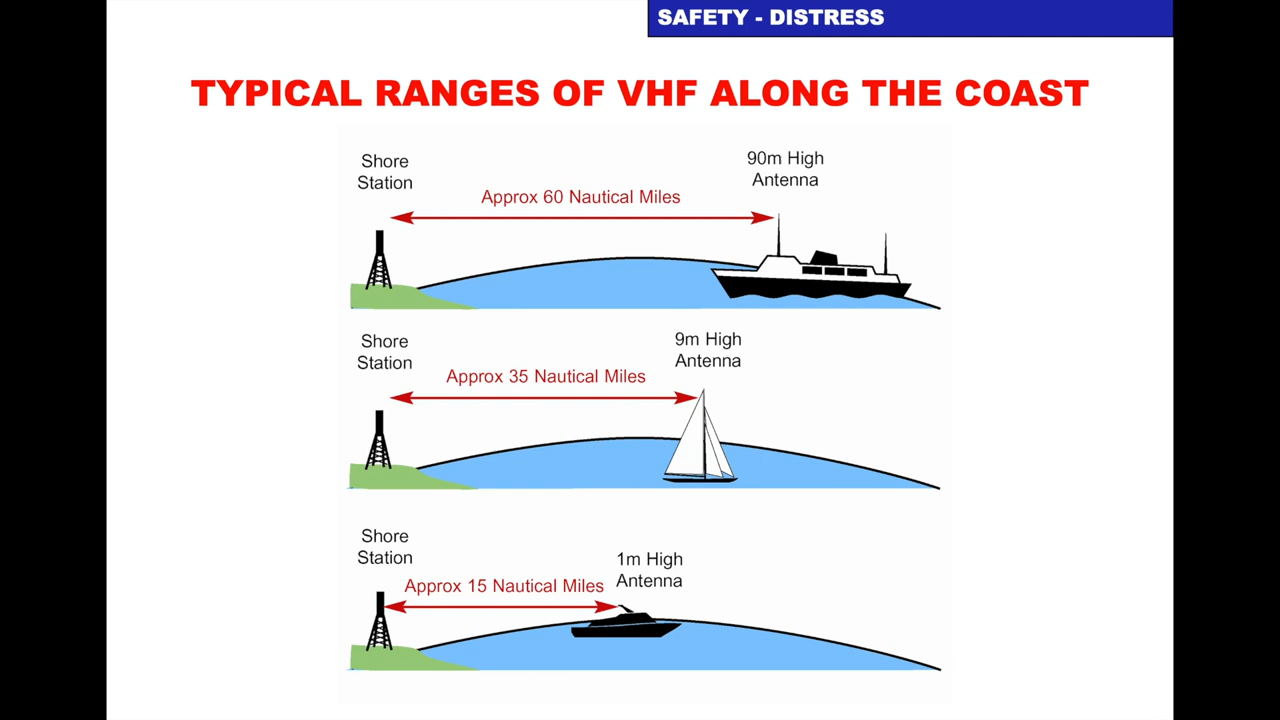 SAFETY - DISTRESS
TYPICAL RANGES OF VHF ALONG THE COAST
Shore
Station
Approx 60 Nautical Miles
90m High
Antenna
Shore
Station
Approx 35 Nautical Miles
9m High
Antenna
Shore
Station
Approx 15 Nautical Miles
1m High
Antenna